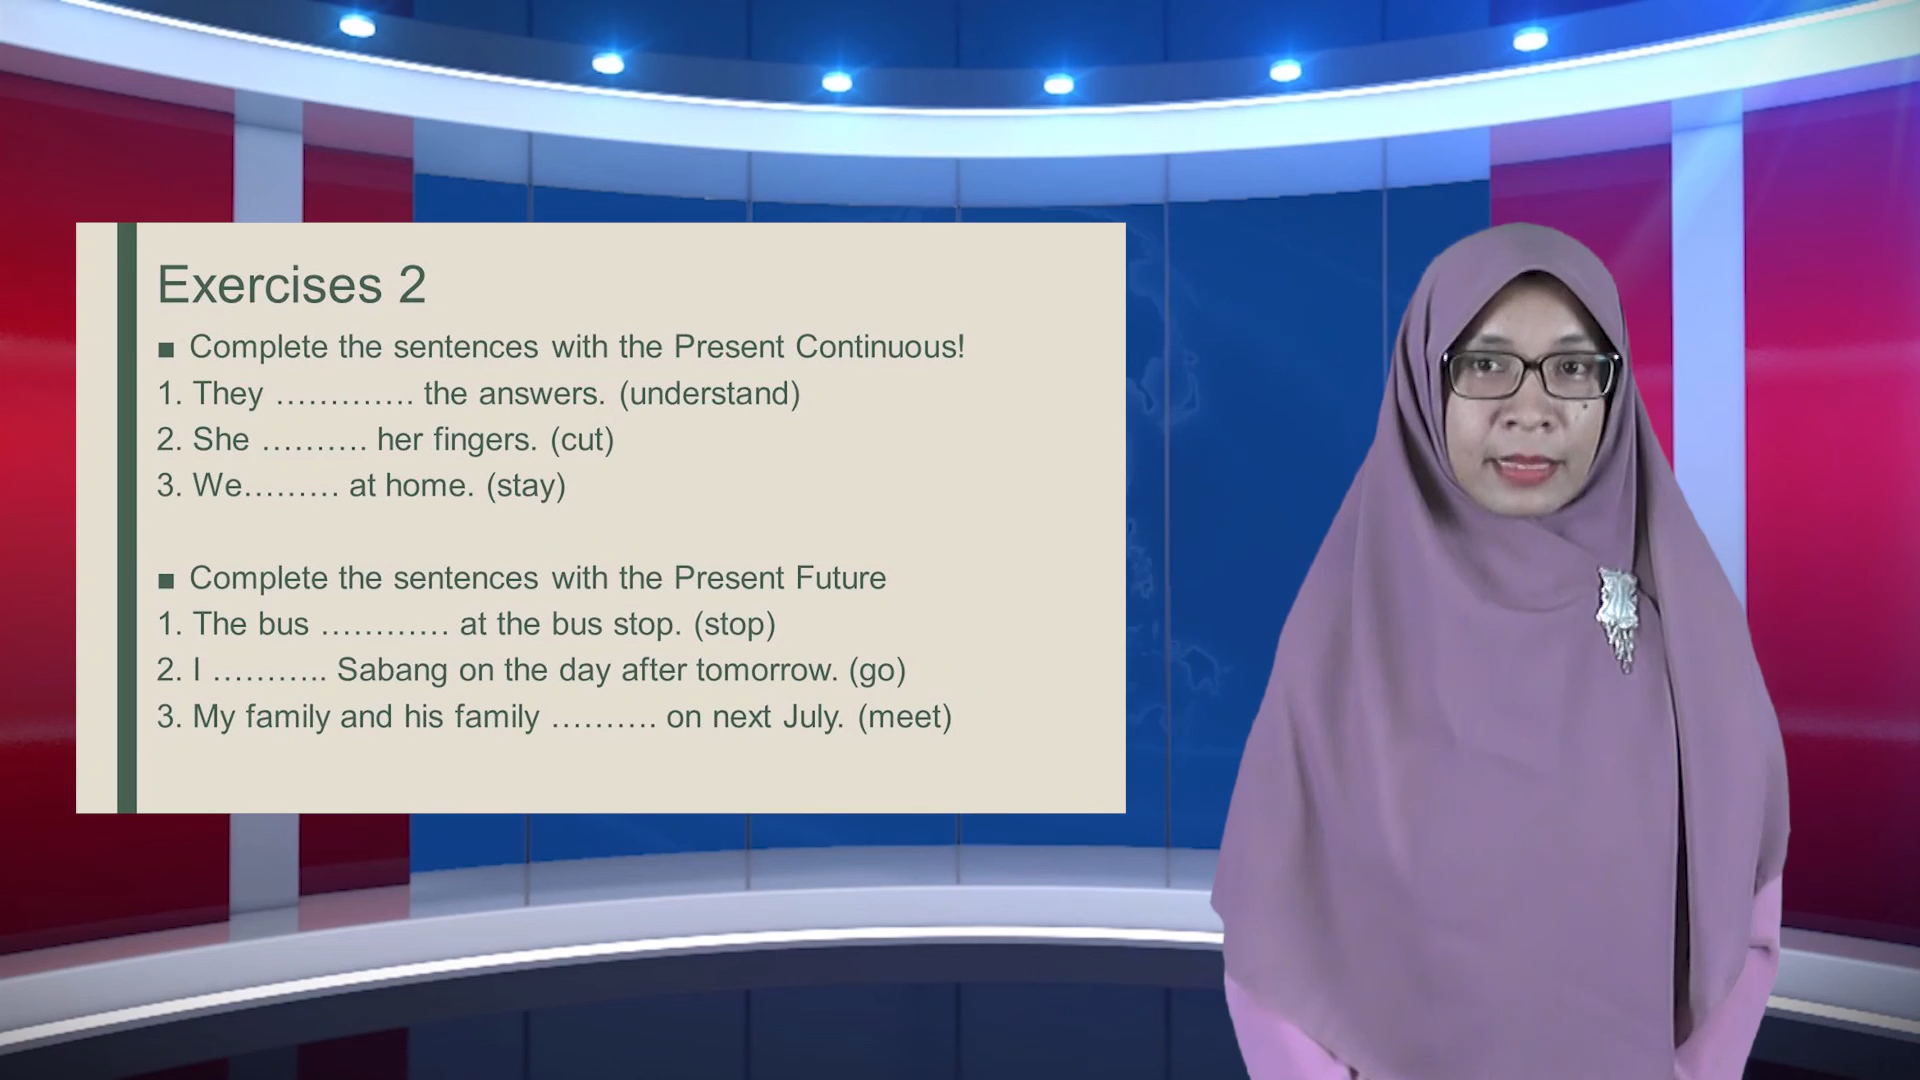 Exercises 2
■ Complete the sentences with the Present Continuous!
1. They …………. the answers. (understand)
2. She ………. her fingers. (cut)
3. We……… at home. (stay)
■ Complete the sentences with the Present Future
1. The bus ………… at the bus stop. (stop)
2. I ……….. Sabang on the day after tomorrow. (go)
3. My family and his family ………. on next July. (meet)